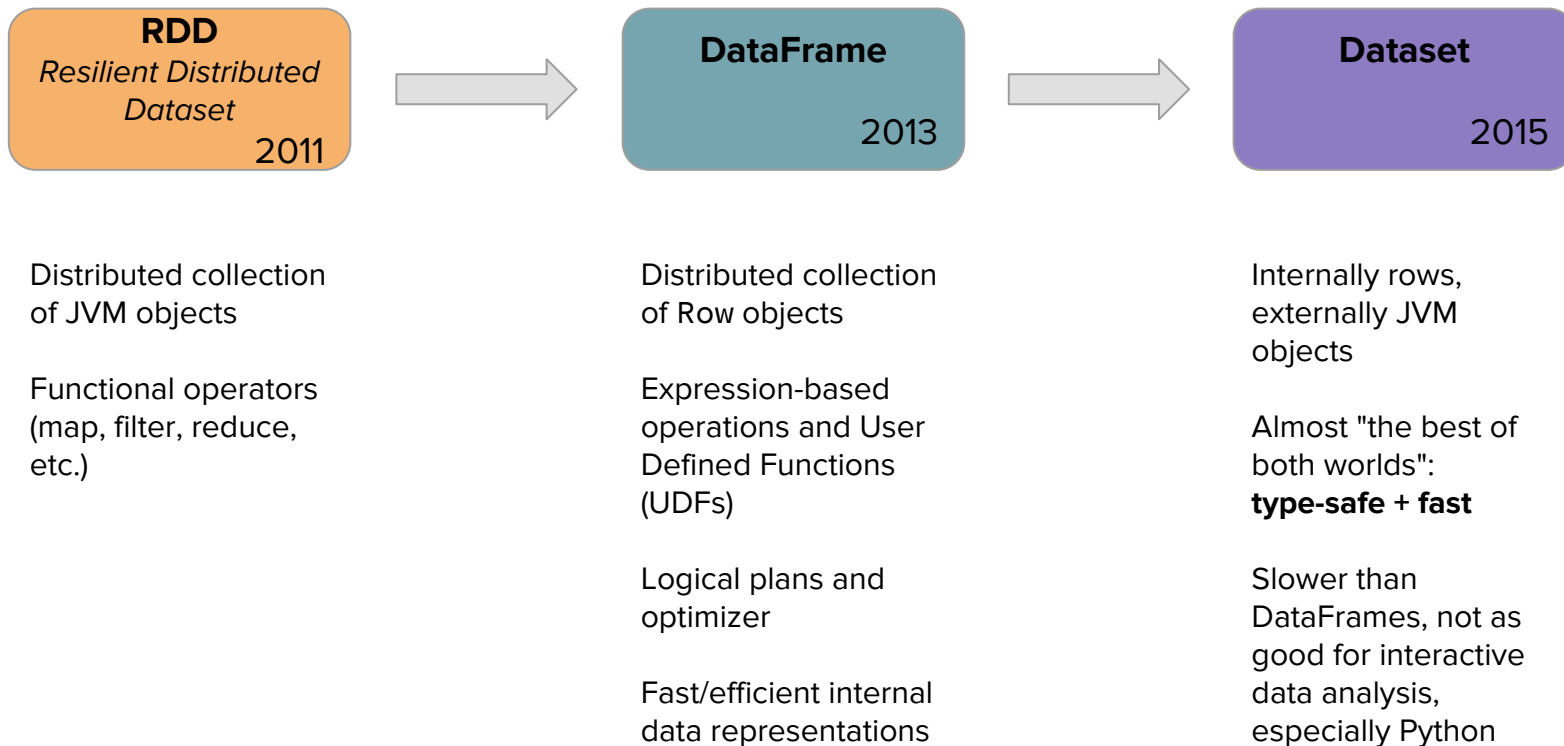 RDD
Resilient Distributed
Dataset
2011
DataFrame
2013
Dataset
2015
Distributed collection
of JVM objects
Functional operators
(map, filter, reduce,
etc.)
Distributed collection
of Row objects
Expression-based
operations and User
Defined Functions
(UDFs)
Logical plans and
optimizer
Fast/efficient internal
data representations
Internally rows,
externally JVM
objects
Almost "the best of
both worlds":
type-safe + fast
Slower than
DataFrames, not as
good for interactive
data analysis,
especially Python